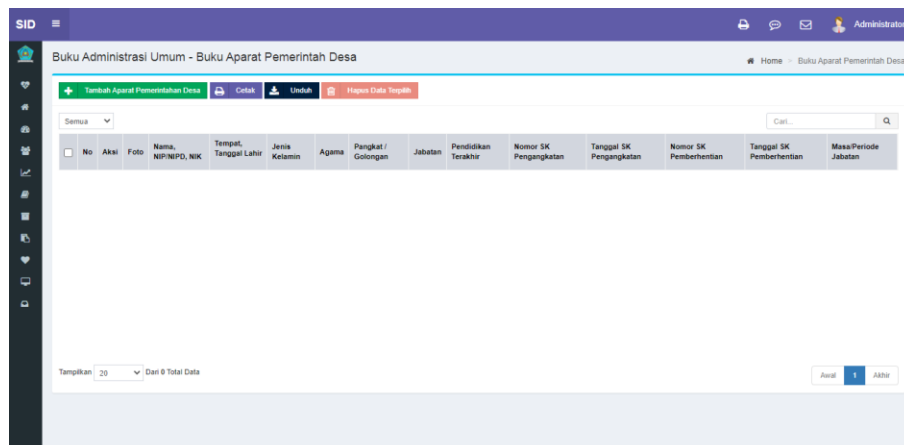 SID
Administrator
Buku Administrasi Umum - Buku Aparat Pemerintah Desa
Home > Buku Aparat Pemerintah Desa
Tambah Aparat Pemerintahan Desa Cetak Unduh Hapus Data Terpilih
Semua
Cari...
No Aksi Foto Nama, NIP/NIPD, NIK Tempat, Tanggal Lahir Jenis Kelamin Agama Pangkat / Golongan Jabatan Pendidikan Terakhir Nomor SK Pengangkatan Tanggal SK Pengangkatan Nomor SK Pemberhentian Tanggal SK Pemberhentian Masa/Periode Jabatan
Tampilkan 20 Dari 0 Total Data
Awal 1 Akhir